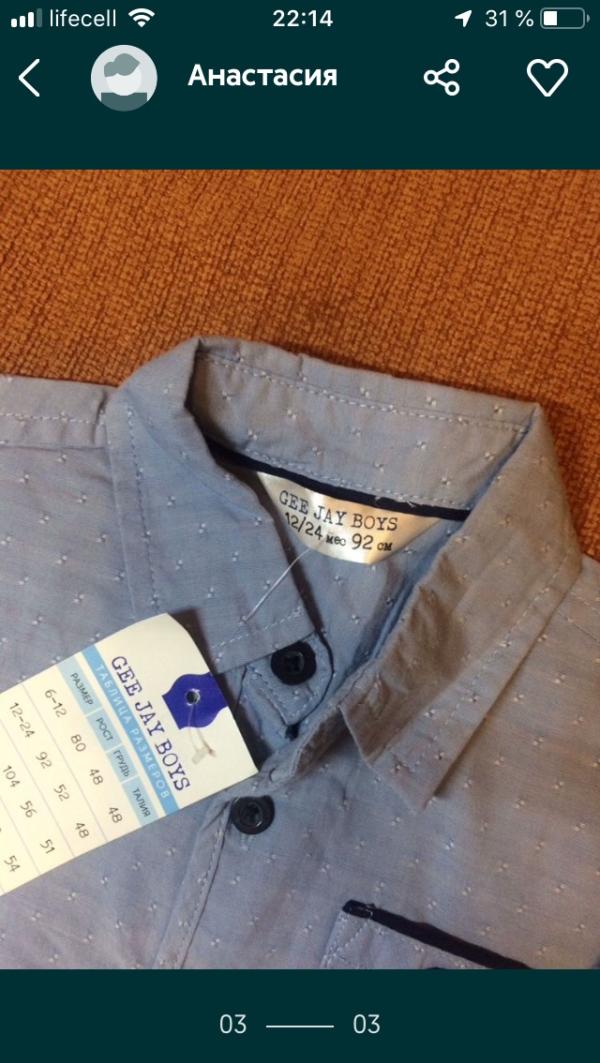 lifecell 22:14 31 %
Анастасия
GEE JAY BOYS
12/24 мес 92 см
GEE JAY BOYS
ТАБЛИЦА РАЗМЕРОВ
РАЗМЕР РОСТ ГРУДЬ ТАЛИЯ
6-12 80 48 48
12-24 92 52 48
104 56 51
54
03 03